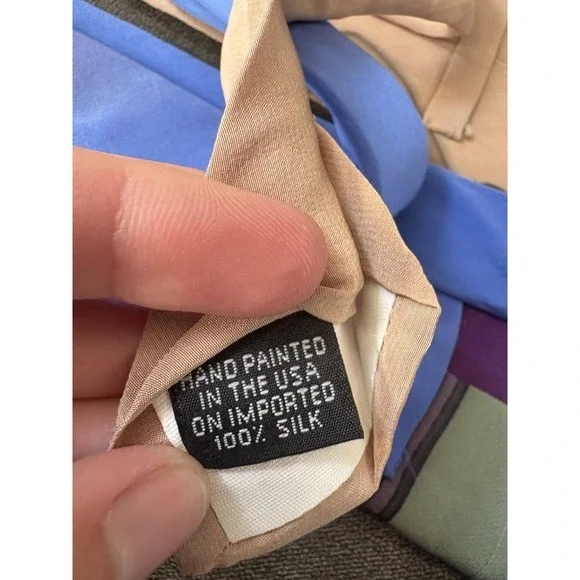 HAND PAINTED
IN THE USA
ON IMPORTED
100% SILK